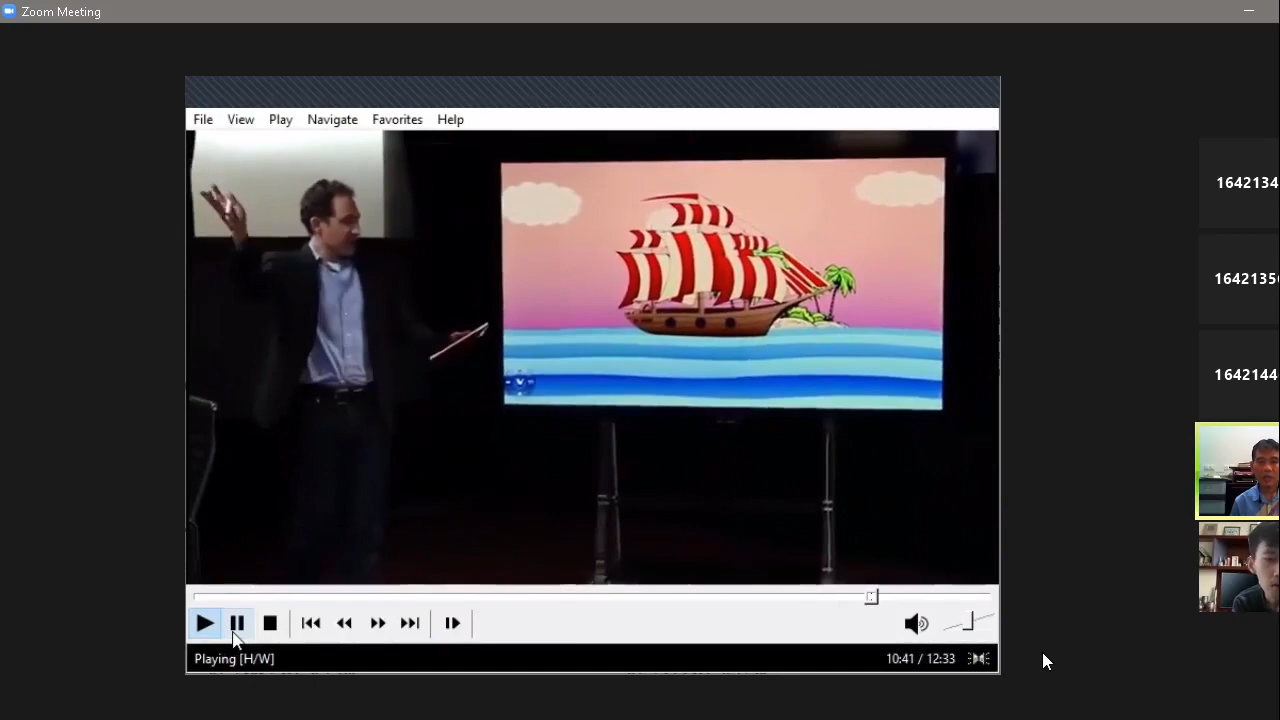 Zoom Meeting
File View Play Navigate Favorites Help
1642134
1642135
1642144
Playing [H/W]
10:41 / 12:33